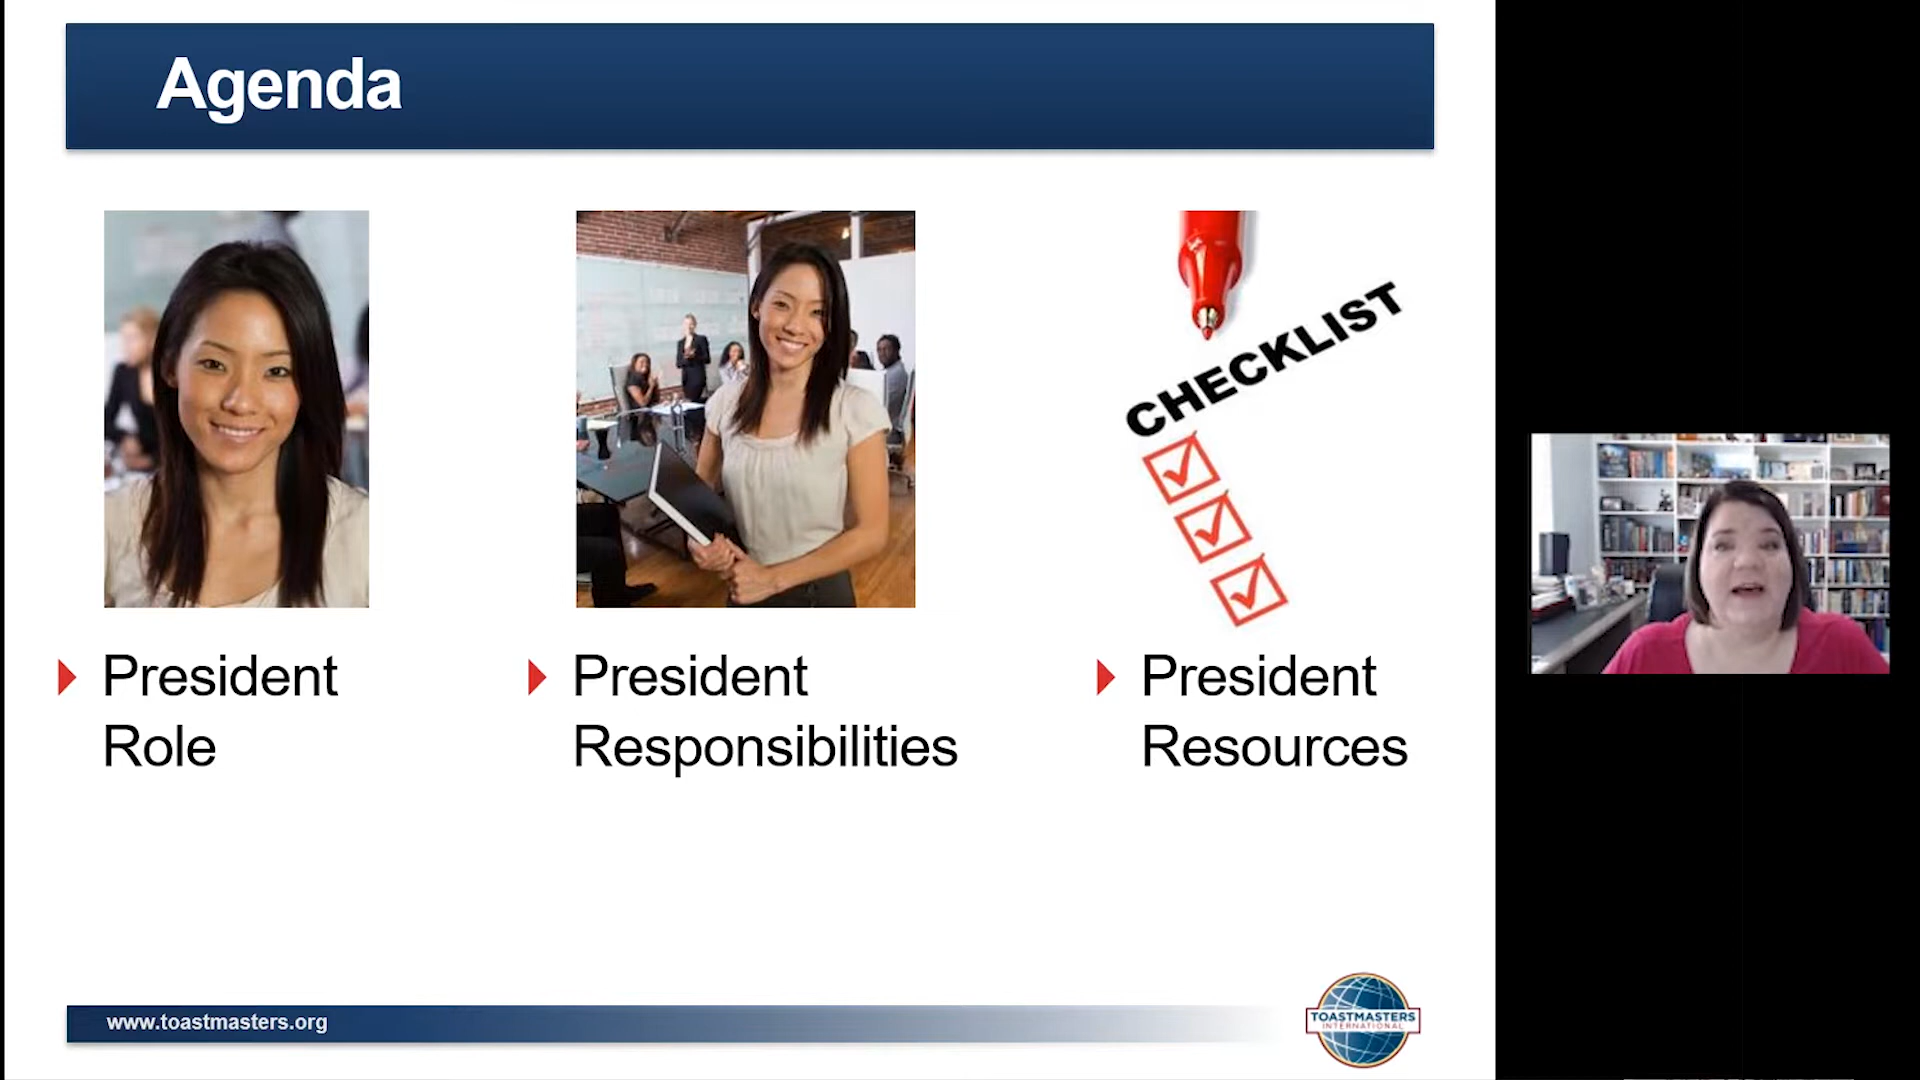 Agenda
CHECKLIST
President
Role
President
Responsibilities
President
Resources
www.toastmasters.org
TOASTMASTERS
INTERNATIONAL